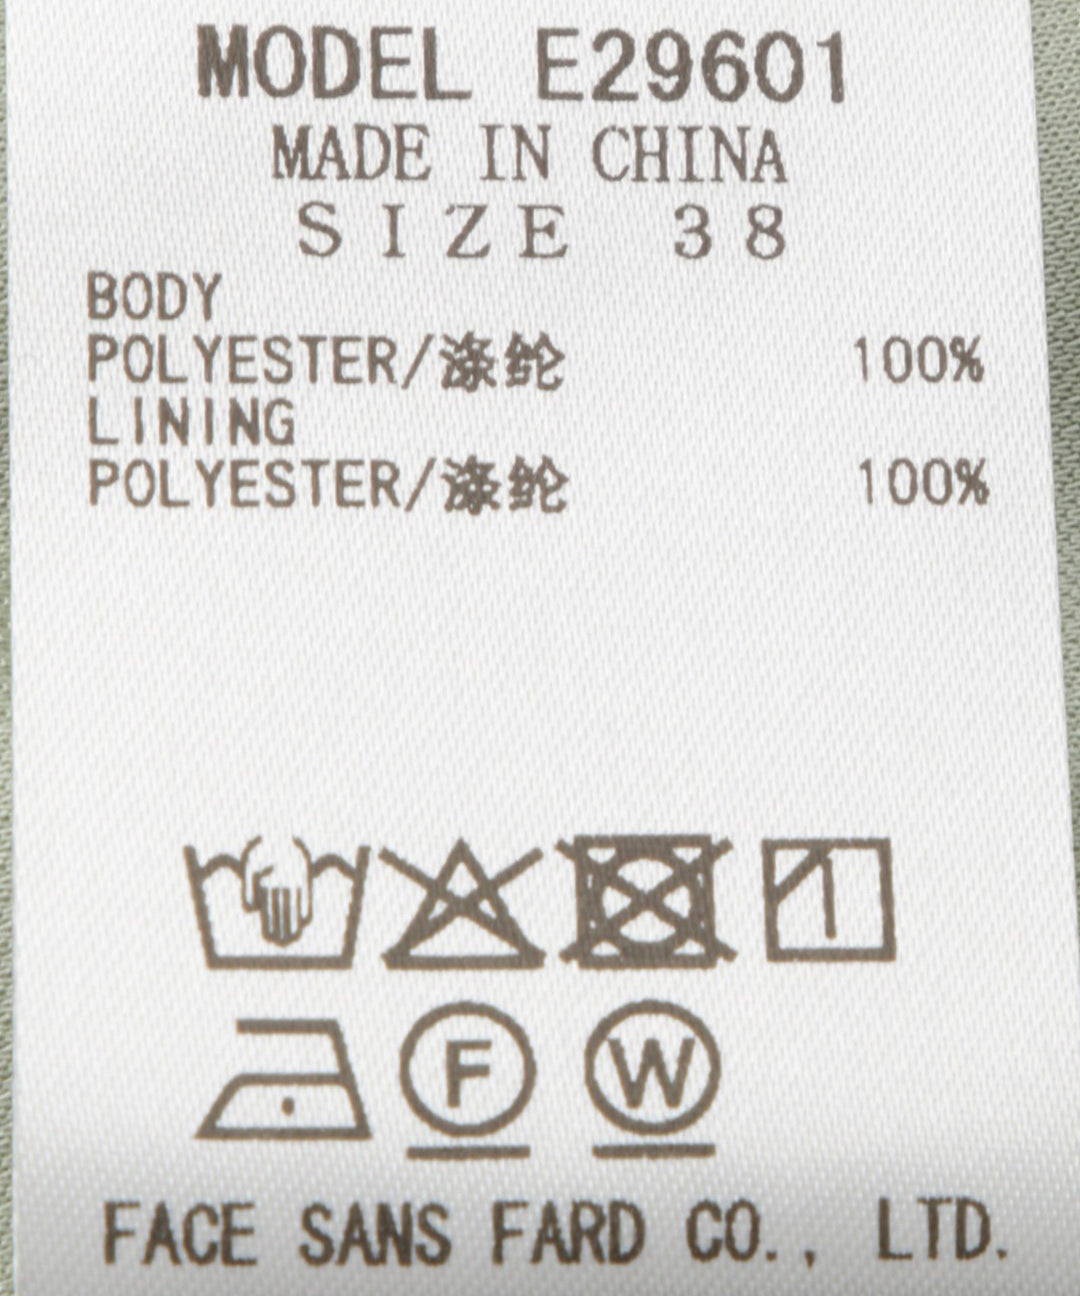 MODEL E29601
MADE IN CHINA
SIZE 38
BODY
POLYESTER/涤纶 100%
LINING
POLYESTER/涤纶 100%
F W
FACE SANS FARD CO., LTD.